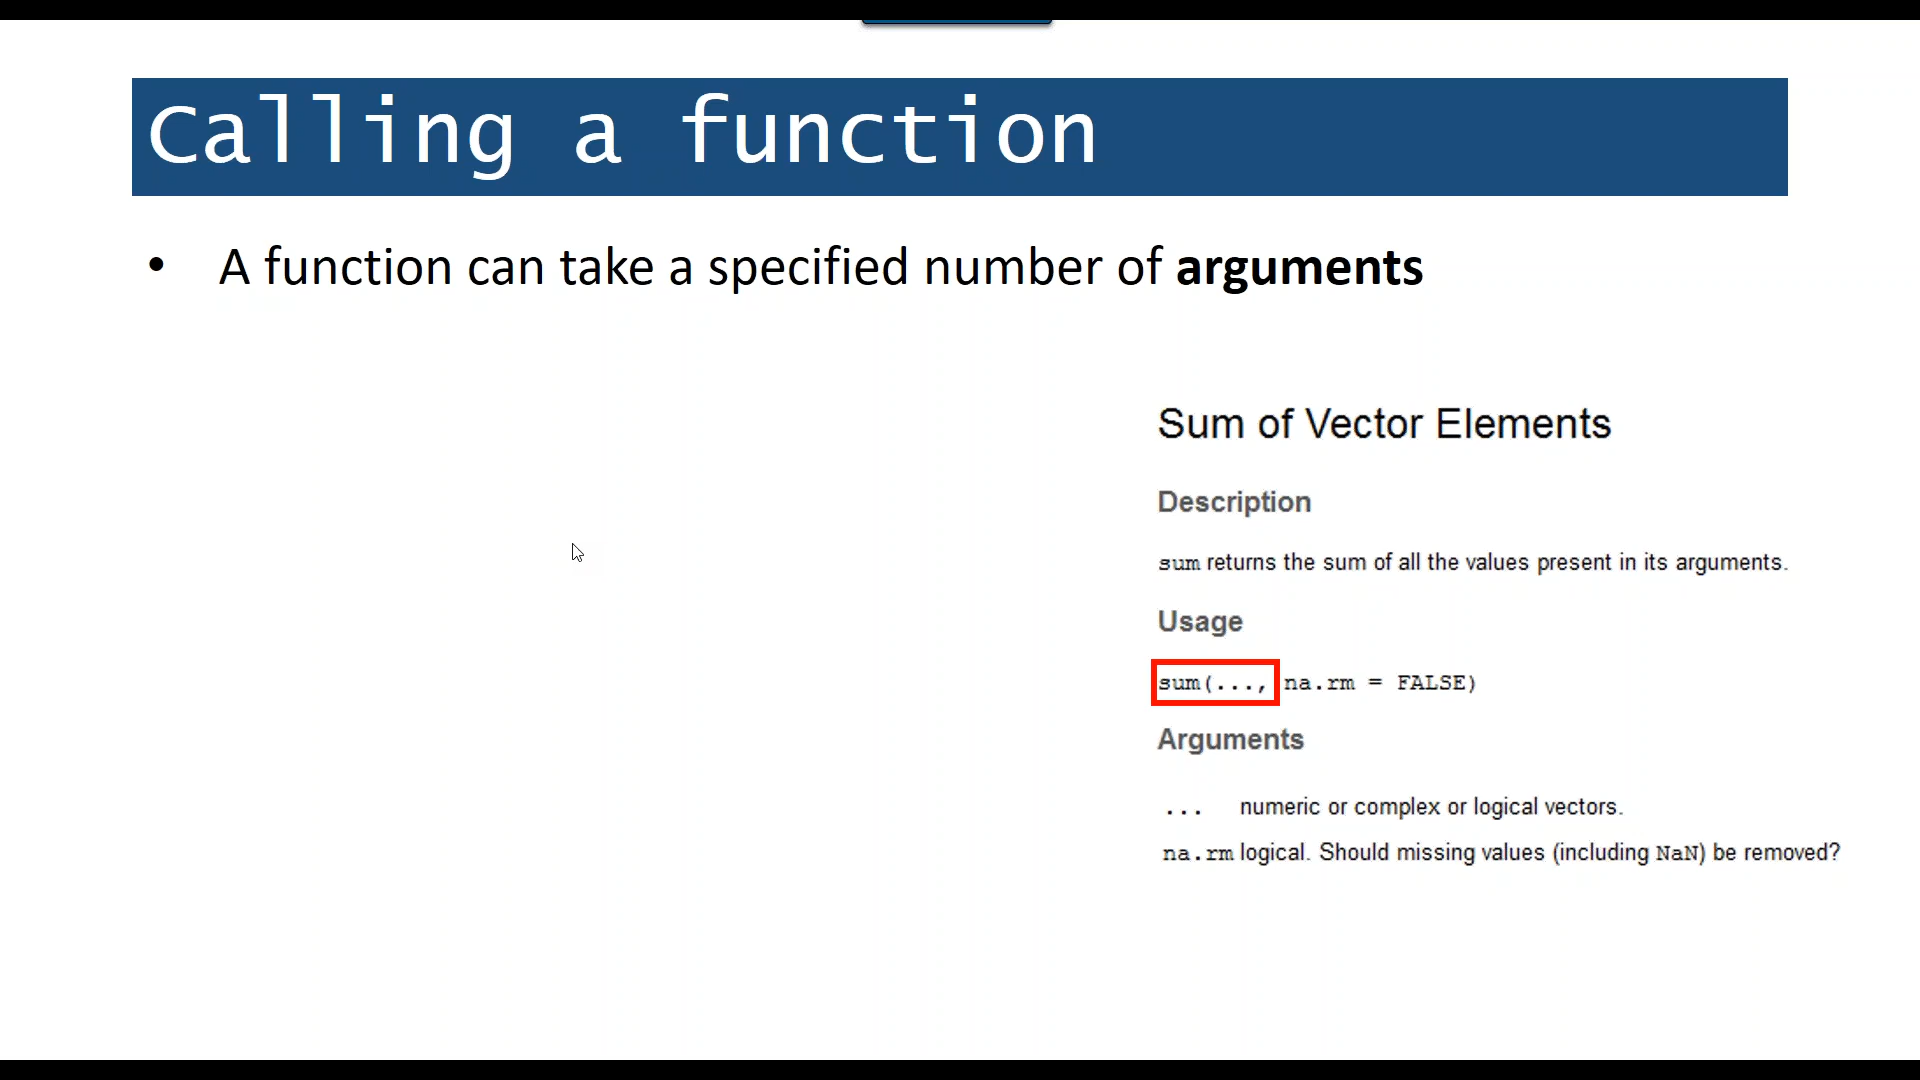 Calling a function
• A function can take a specified number of arguments
Sum of Vector Elements
Description
sum returns the sum of all the values present in its arguments.
Usage
sum(..., na.rm = FALSE)
Arguments
... numeric or complex or logical vectors.
na.rm logical. Should missing values (including NaN) be removed?